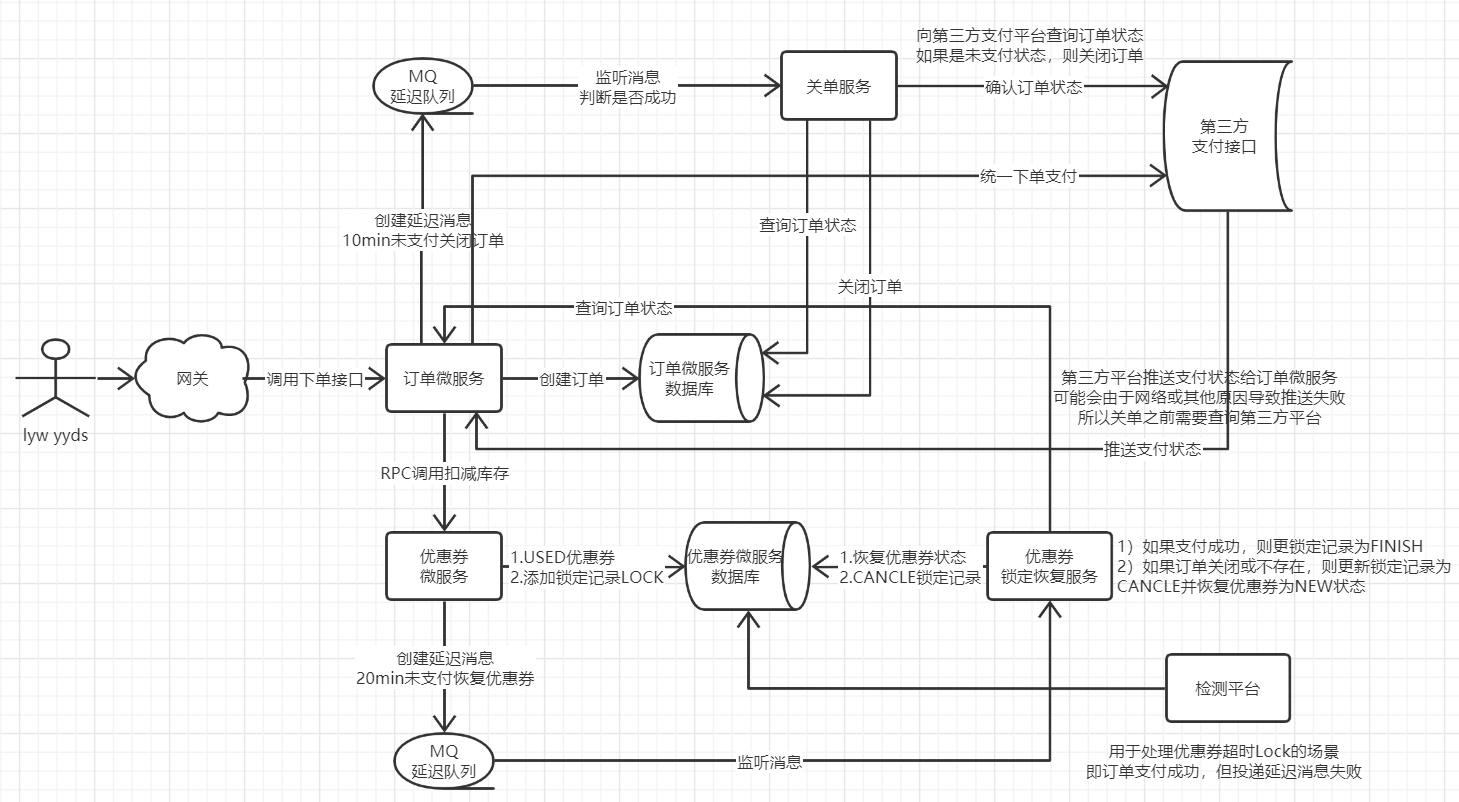 向第三方支付平台查询订单状态
如果是未支付状态，则关闭订单
MQ
延迟队列
监听消息
判断是否成功
关单服务
确认订单状态
第三方
支付接口
统一下单支付
创建延迟消息
10min未支付关闭订单
查询订单状态
关闭订单
查询订单状态
lyw yyds
网关
调用下单接口
订单微服务
创建订单
订单微服务
数据库
第三方平台推送支付状态给订单微服务
可能会由于网络或其他原因导致推送失败
所以关单之前需要查询第三方平台
推送支付状态
RPC调用扣减库存
优惠券
微服务
1.USED优惠券
2.添加锁定记录LOCK
优惠券微服务
数据库
1.恢复优惠券状态
2.CANCLE锁定记录
优惠券
锁定恢复服务
1）如果支付成功，则更锁定记录为FINISH
2）如果订单关闭或不存在，则更新锁定记录为
CANCLE并恢复优惠券为NEW状态
创建延迟消息
20min未支付恢复优惠券
检测平台
MQ
延迟队列
监听消息
用于处理优惠券超时Lock的场景
即订单支付成功，但投递延迟消息失败